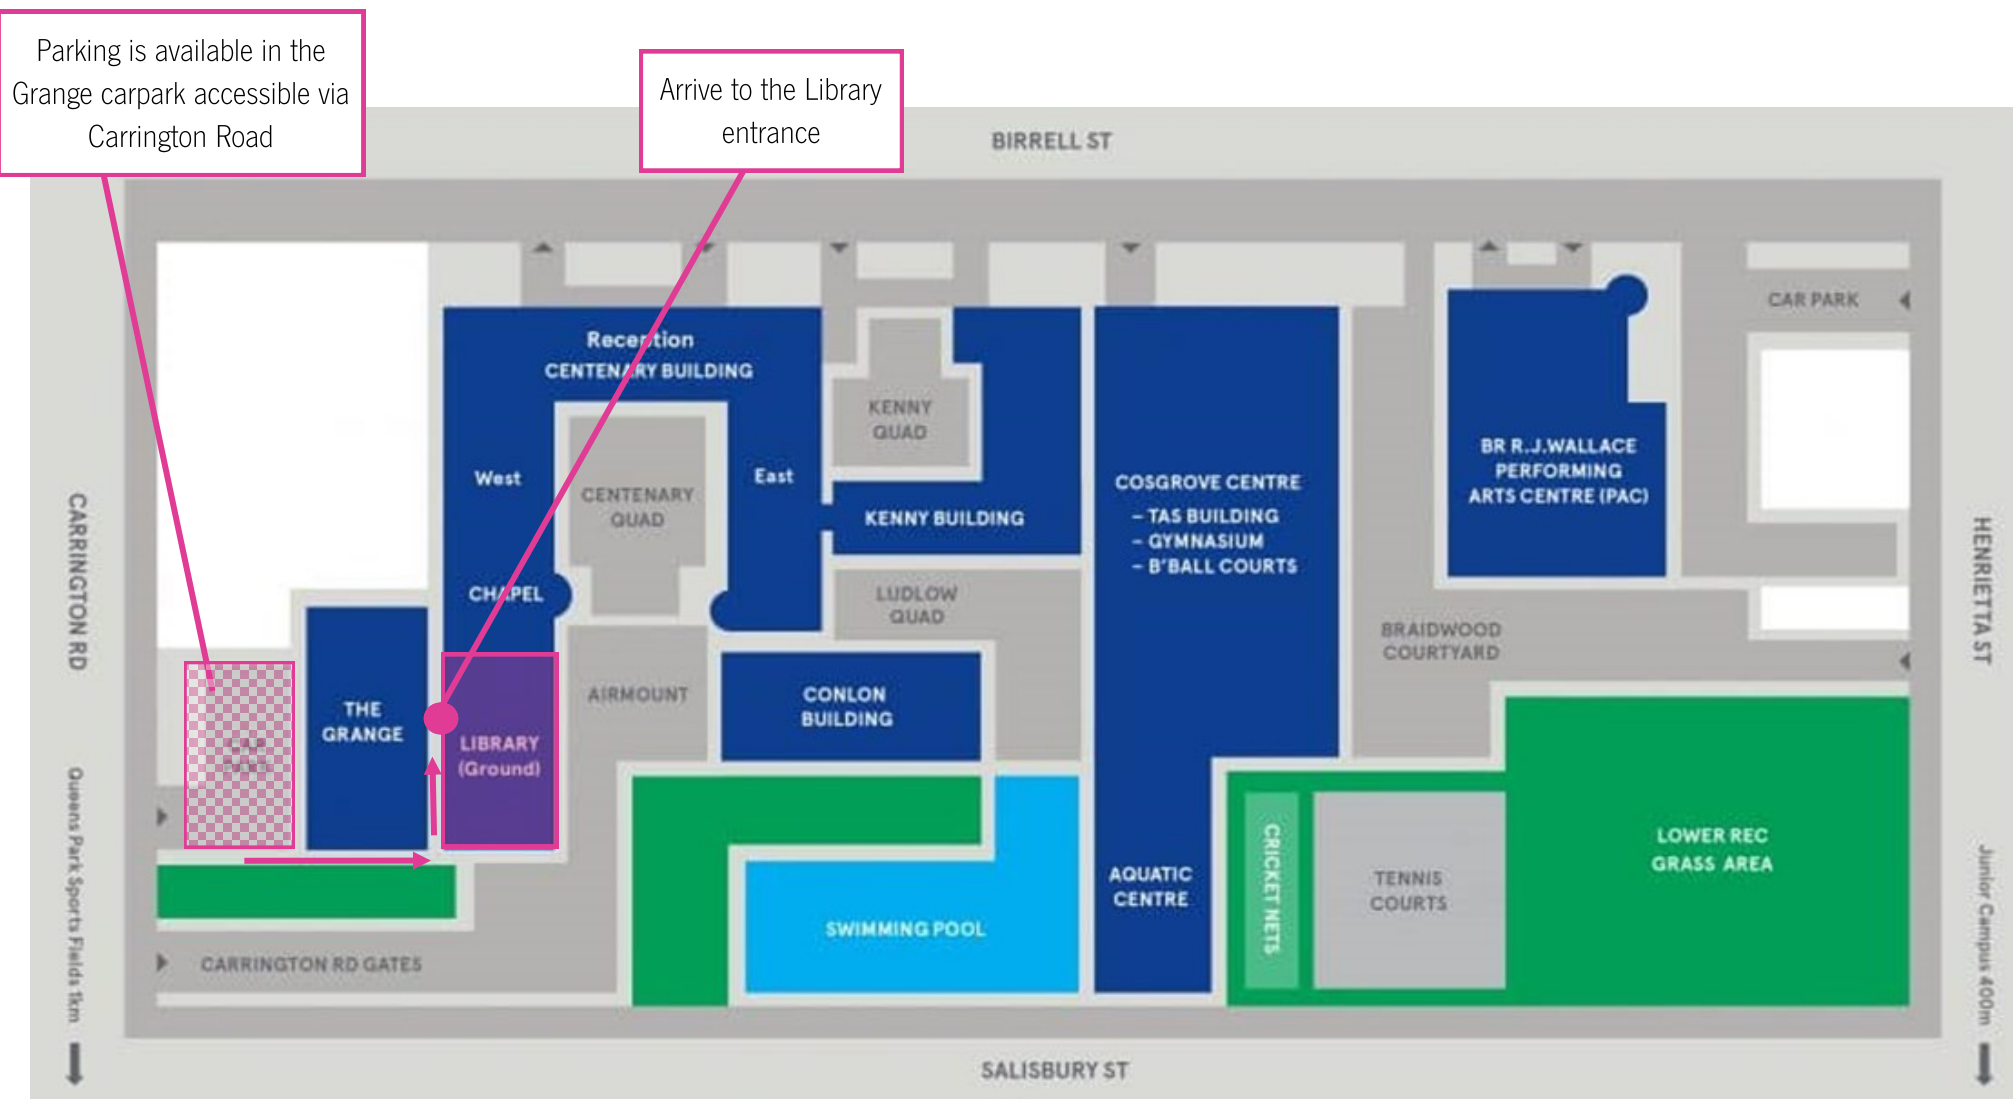 Parking is available in the
Grange carpark accessible via
Carrington Road
Arrive to the Library
entrance
BIRRELL ST
CAR PARK
Reception
CENTENARY BUILDING
KENNY
QUAD
West
East
CENTENARY
QUAD
KENNY BUILDING
COSGROVE CENTRE
– TAS BUILDING
– GYMNASIUM
– B'BALL COURTS
BR R.J.WALLACE
PERFORMING
ARTS CENTRE (PAC)
CARRINGTON RD
HENRIETTA ST
CHAPEL
LUDLOW
QUAD
BRAIDWOOD
COURTYARD
THE
GRANGE
LIBRARY
(Ground)
AIRMOUNT
CONLON
BUILDING
CAR
PARK
Queens Park Sports Fields 1km
AQUATIC
CENTRE
CRICKET NETS
TENNIS
COURTS
LOWER REC
GRASS AREA
Junior Campus 400m
SWIMMING POOL
CARRINGTON RD GATES
SALISBURY ST